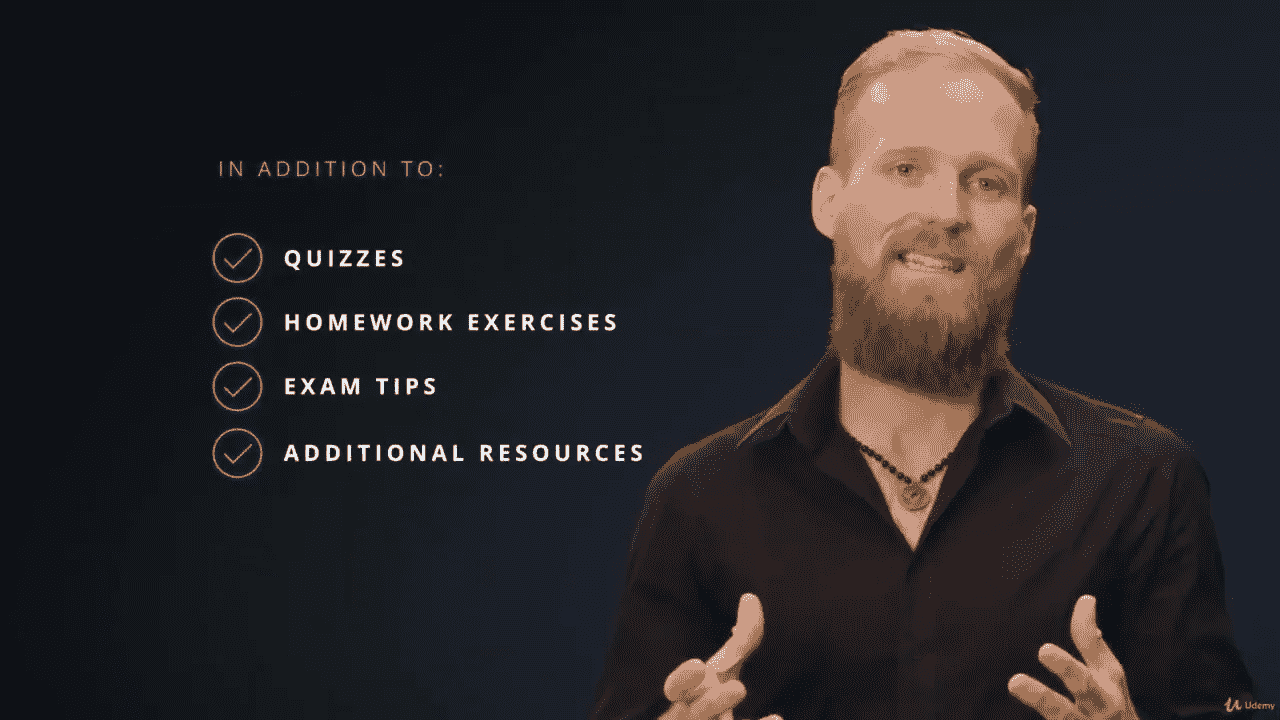 IN ADDITION TO:
QUIZZES
HOMEWORK EXERCISES
EXAM TIPS
ADDITIONAL RESOURCES
Udemy